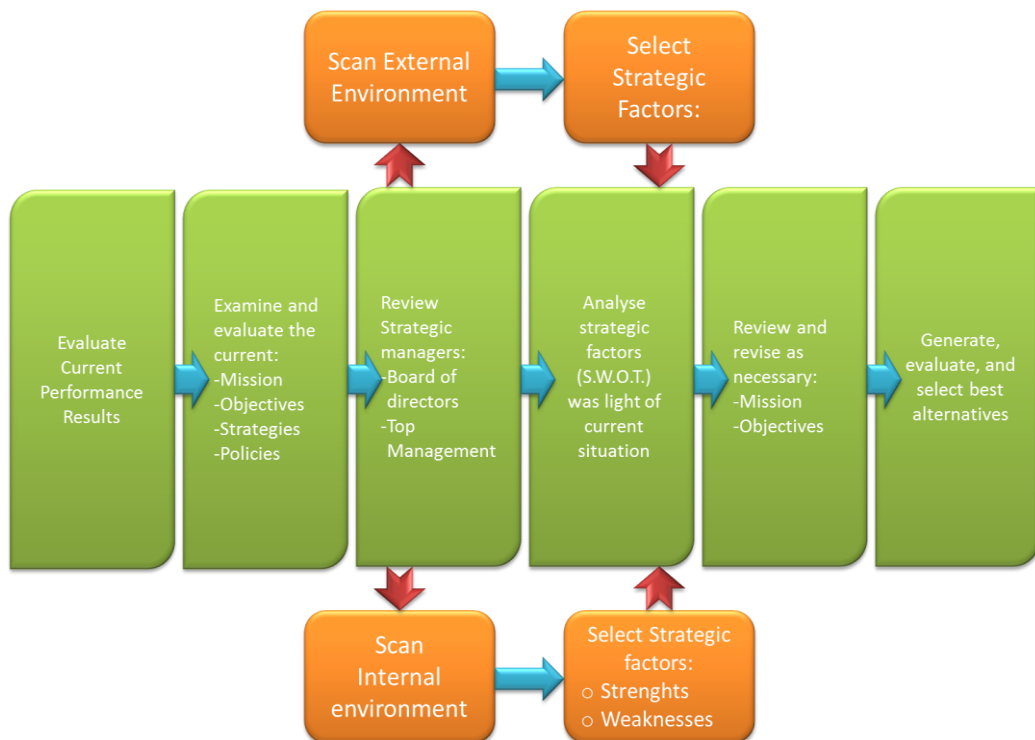 Scan External
Environment
Select
Strategic
Factors:
Evaluate
Current
Performance
Results
Examine and
evaluate the
current:
-Mission
-Objectives
-Strategies
-Policies
Review
Strategic
managers:
-Board of
directors
-Top
Management
Analyse
strategic
factors
(S.W.O.T.)
was light of
current
situation
Review and
revise as
necessary:
-Mission
-Objectives
Generate,
evaluate, and
select best
alternatives
Scan
Internal
environment
Select Strategic
factors:
o Strenghts
o Weaknesses